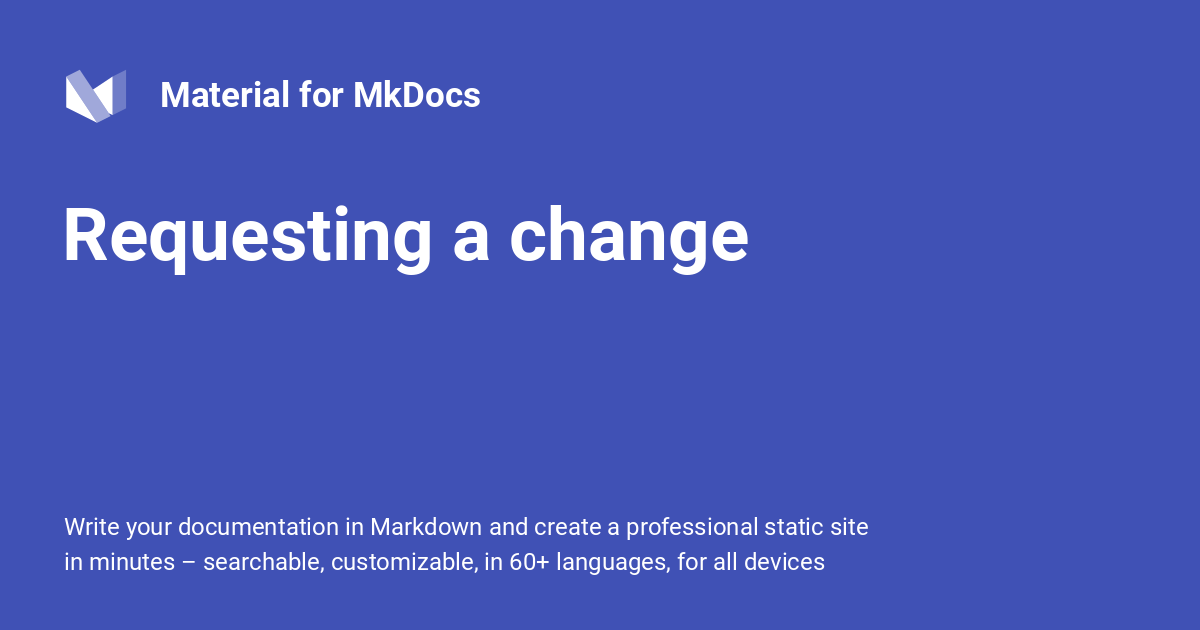 Material for MkDocs
Requesting a change
Write your documentation in Markdown and create a professional static site
in minutes – searchable, customizable, in 60+ languages, for all devices